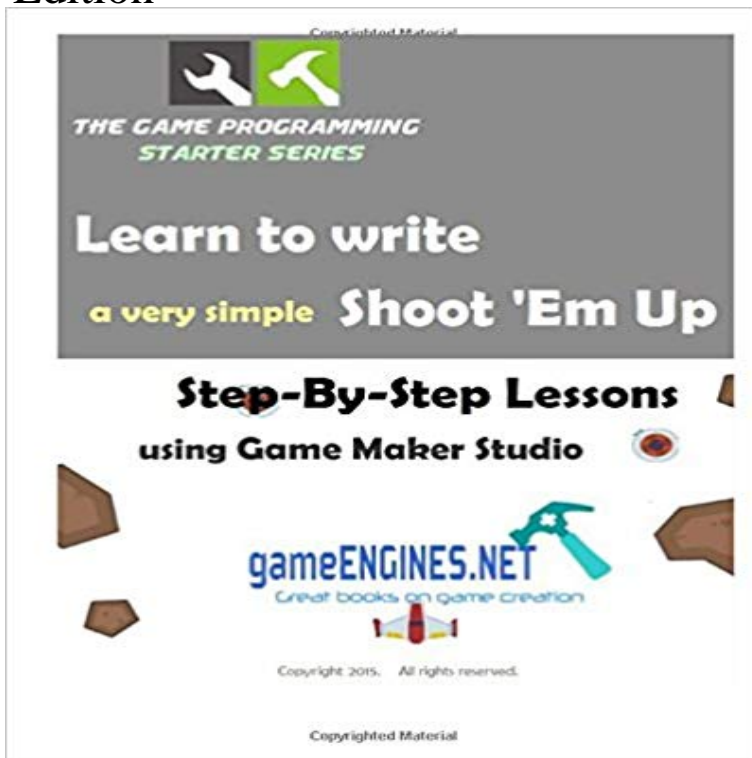 Edition
Copyrighted Material
THE GAME PROGRAMMING
STARTER SERIES
Learn to write
a very simple Shoot 'Em Up
Step-By-Step Lessons
using Game Maker Studio
gameENGINES.NET
Great books on game creation
Copyright 2015. All rights reserved.
Copyrighted Material